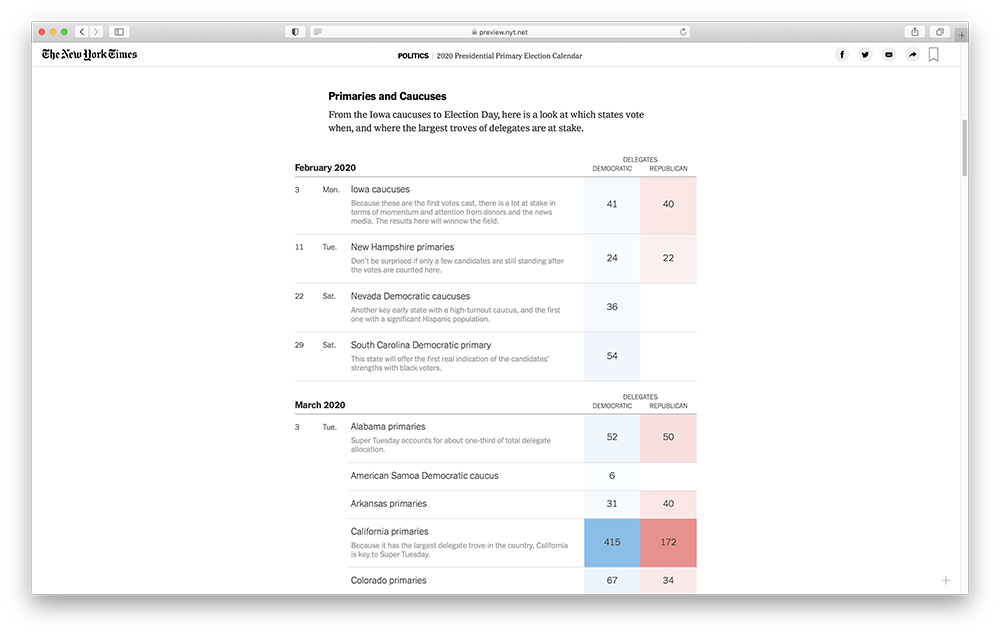 preview.nyt.net
The New York Times
POLITICS | 2020 Presidential Primary Election Calendar
Primaries and Caucuses
From the Iowa caucuses to Election Day, here is a look at which states vote
when, and where the largest troves of delegates are at stake.
DELEGATES
February 2020 DEMOCRATIC REPUBLICAN
3 Mon. Iowa caucuses
Because these are the first votes cast, there is a lot at stake in
terms of momentum and attention from donors and the news
media. The results here will winnow the field.
41 40
11 Tue. New Hampshire primaries
Don't be surprised if only a few candidates are still standing after
the votes are counted here.
24 22
22 Sat. Nevada Democratic caucuses
Another key early state with a high-turnout caucus, and the first
one with a significant Hispanic population.
36
29 Sat. South Carolina Democratic primary
This state will offer the first real indication of the candidates'
strengths with black voters.
54
DELEGATES
March 2020 DEMOCRATIC REPUBLICAN
3 Tue. Alabama primaries
Super Tuesday accounts for about one-third of total delegate
allocation.
52 50
American Samoa Democratic caucus 6
Arkansas primaries 31 40
California primaries
Because it has the largest delegate trove in the country, California
is key to Super Tuesday.
415 172
Colorado primaries 67 34